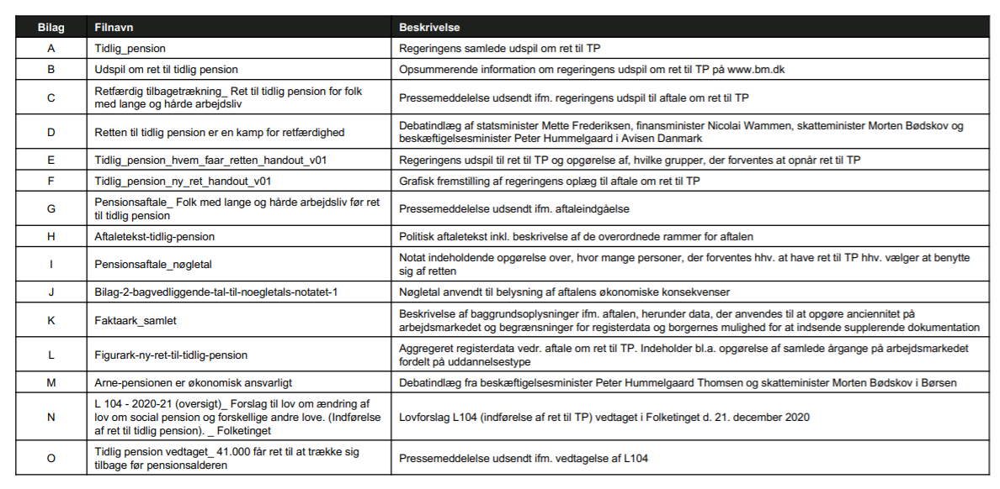 Bilag Filnavn Beskrivelse
A Tidlig_pension Regeringens samlede udspil om ret til TP
B Udspil om ret til tidlig pension Opsummerende information om regeringens udspil om ret til TP på www.bm.dk
C Retfærdig tilbagetrækning_ Ret til tidlig pension for folk
med lange og hårde arbejdsliv Pressemeddelelse udsendt ifm. regeringens udspil til aftale om ret til TP
D Retten til tidlig pension er en kamp for retfærdighed Debatindlæg af statsminister Mette Frederiksen, finansminister Nicolai Wammen, skatteminister Morten Bødskov og
beskæftigelsesminister Peter Hummelgaard i Avisen Danmark
E Tidlig_pension_hvem_faar_retten_handout_v01 Regeringens udspil til ret til TP og opgørelse af, hvilke grupper, der forventes at opnår ret til TP
F Tidlig_pension_ny_ret_handout_v01 Grafisk fremstilling af regeringens oplæg til aftale om ret til TP
G Pensionsaftale_ Folk med lange og hårde arbejdsliv før ret
til tidlig pension Pressemeddelelse udsendt ifm. aftaleindgåelse
H Aftaletekst-tidlig-pension Politisk aftaletekst inkl. beskrivelse af de overordnede rammer for aftalen
I Pensionsaftale_nøgletal Notat indeholdende opgørelse over, hvor mange personer, der forventes hhv. at have ret til TP hhv. vælger at benytte
sig af retten
J Bilag-2-bagvedliggende-tal-til-noegletals-notatet-1 Nøgletal anvendt til belysning af aftalens økonomiske konsekvenser
K Faktaark_samlet Beskrivelse af baggrundsoplysninger ifm. aftalen, herunder data, der anvendes til at opgøre anciennitet på
arbejdsmarkedet og begrænsninger for registerdata og borgernes mulighed for at indsende supplerende dokumentation
L Figurark-ny-ret-til-tidlig-pension Aggregeret registerdata vedr. aftale om ret til TP. Indeholder bl.a. opgørelse af samlede årgange på arbejdsmarkedet
fordelt på uddannelsestype
M Arne-pensionen er økonomisk ansvarligt Debatindlæg fra beskæftigelsesminister Peter Hummelgaard Thomsen og skatteminister Morten Bødskov i Børsen
N L 104 - 2020-21 (oversigt)_ Forslag til lov om ændring af
lov om social pension og forskellige andre love. (Indførelse
af ret til tidlig pension). _ Folketinget Lovforslag L104 (indførelse af ret til TP) vedtaget i Folketinget d. 21. december 2020
O Tidlig pension vedtaget_ 41.000 får ret til at trække sig
tilbage før pensionsalderen Pressemeddelelse udsendt ifm. vedtagelse af L104